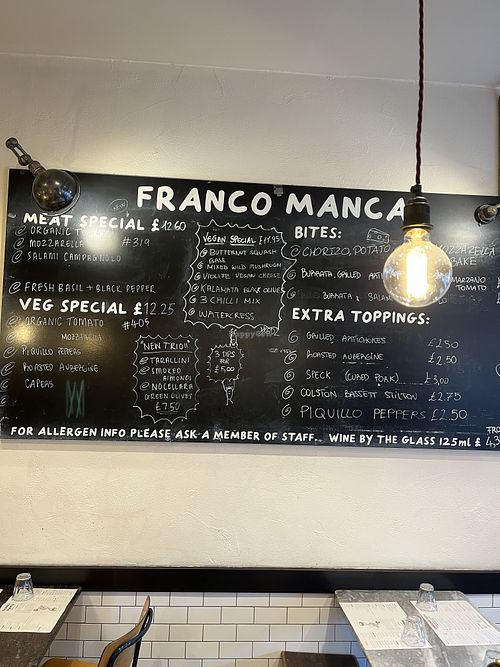 FRANCO MANCA
MEAT SPECIAL £12.60
NEW
@ ORGANIC
@ MOZZARELLA #319
@ SALAMI CAMPAGNOLO
@ FRESH BASIL + BLACK PEPPER
VEG SPECIAL £12.25
@ ORGANIC TOMATO #405
MOZZARELLA
@ PIQUILLO PEPPERS
@ ROASTED AUBERGINE
CAPERS
VEGAN SPECIAL £11.95
@ BUTTERNUT SQUASH
BASE
@ MIXED WILD MUSHROOM
@ VIOLIFE VEGAN CHEESE
@ KALAMATA BLACK OLIVE
@ 3 CHILLI MIX
@ WATERCRESS
"NEW TRIO"
@ TARALLINI
@ SMOKED
ALMONDS
@ NOCELLARA
GREEN OLIVES
£7.50
3 DIPS
FOR
£5.00
BITES:
@ CHORIZO, POTATO MOZZARELLA
BAKE
@ BURRATA, GRILLED
MARZANO
TOMATO
BURRATA &
EXTRA TOPPINGS:
@ GRILLED ARTICHOKES £2.50
@ ROASTED AUBERGINE £2.50
@ SPECK (CURED PORK) £3,00
@ COLSTON BASSETT STILTON £2.75
@ PIQUILLO PEPPERS £2.50
FOR ALLERGEN INFO PLEASE ASK A MEMBER OF STAFF.. WINE BY THE GLASS 125ml £ 4,3